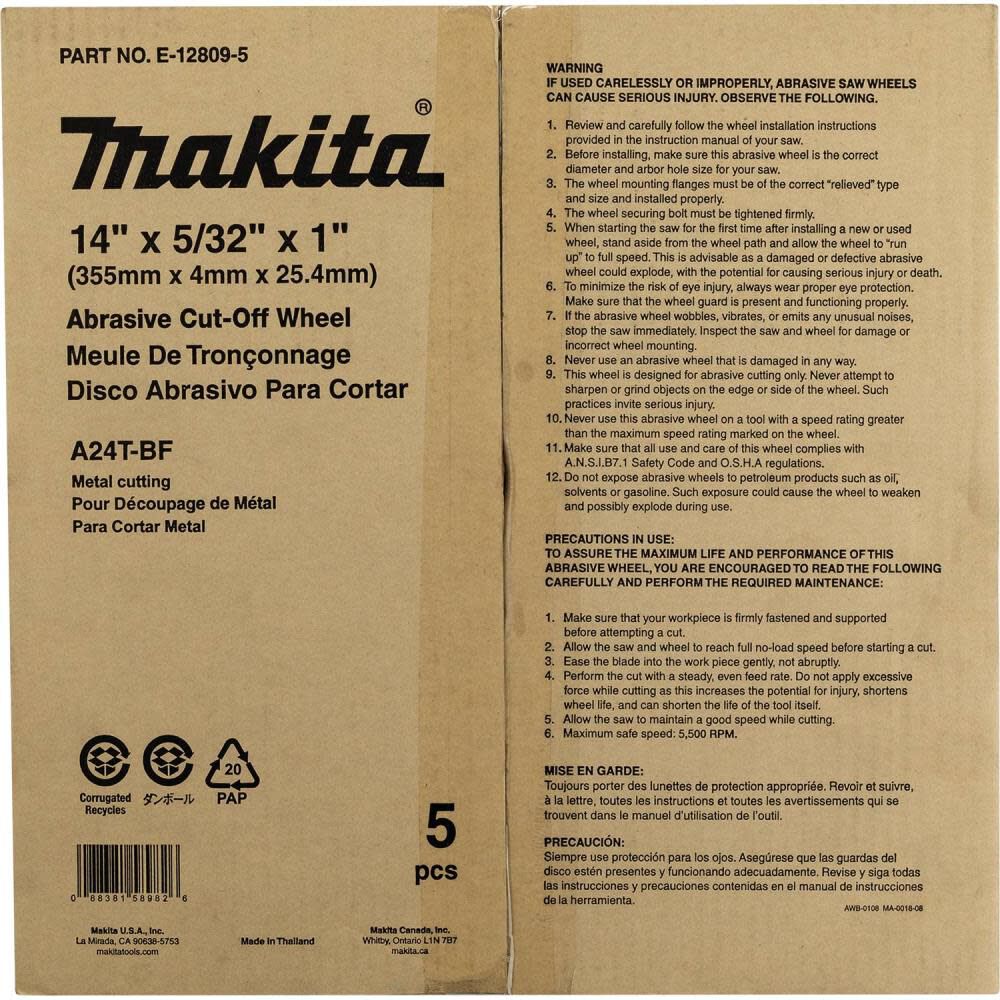 PART NO. E-12809-5
makita®
14" x 5/32" x 1"
(355mm x 4mm x 25.4mm)
Abrasive Cut-Off Wheel
Meule De Tronçonnage
Disco Abrasivo Para Cortar
A24T-BF
Metal cutting
Pour Découpage de Métal
Para Cortar Metal
20
Corrugated
Recycles
ダンボール
PAP
5
pcs
0 88381 58982 6
Makita U.S.A., Inc.
La Mirada, CA 90638-5753
makitatools.com
Made in Thailand
Makita Canada, Inc.
Whitby, Ontario L1N 7B7
makita.ca
WARNING
IF USED CARELESSLY OR IMPROPERLY, ABRASIVE SAW WHEELS
CAN CAUSE SERIOUS INJURY. OBSERVE THE FOLLOWING.
1. Review and carefully follow the wheel installation instructions
provided in the instruction manual of your saw.
2. Before installing, make sure this abrasive wheel is the correct
diameter and arbor hole size for your saw.
3. The wheel mounting flanges must be of the correct “relieved” type
and size and installed properly.
4. The wheel securing bolt must be tightened firmly.
5. When starting the saw for the first time after installing a new or used
wheel, stand aside from the wheel path and allow the wheel to “run
up” to full speed. This is advisable as a damaged or defective abrasive
wheel could explode, with the potential for causing serious injury or death.
6. To minimize the risk of eye injury, always wear proper eye protection.
Make sure that the wheel guard is present and functioning properly.
7. If the abrasive wheel wobbles, vibrates, or emits any unusual noises,
stop the saw immediately. Inspect the saw and wheel for damage or
incorrect wheel mounting.
8. Never use an abrasive wheel that is damaged in any way.
9. This wheel is designed for abrasive cutting only. Never attempt to
sharpen or grind objects on the edge or side of the wheel. Such
practices invite serious injury.
10. Never use this abrasive wheel on a tool with a speed rating greater
than the maximum speed rating marked on the wheel.
11. Make sure that all use and care of this wheel complies with
A.N.S.I.B7.1 Safety Code and O.S.H.A regulations.
12. Do not expose abrasive wheels to petroleum products such as oil,
solvents or gasoline. Such exposure could cause the wheel to weaken
and possibly explode during use.
PRECAUTIONS IN USE:
TO ASSURE THE MAXIMUM LIFE AND PERFORMANCE OF THIS
ABRASIVE WHEEL, YOU ARE ENCOURAGED TO READ THE FOLLOWING
CAREFULLY AND PERFORM THE REQUIRED MAINTENANCE:
1. Make sure that your workpiece is firmly fastened and supported
before attempting a cut.
2. Allow the saw and wheel to reach full no-load speed before starting a cut.
3. Ease the blade into the work piece gently, not abruptly.
4. Perform the cut with a steady, even feed rate. Do not apply excessive
force while cutting as this increases the potential for injury, shortens
wheel life, and can shorten the life of the tool itself.
5. Allow the saw to maintain a good speed while cutting.
6. Maximum safe speed: 5,500 RPM.
MISE EN GARDE:
Toujours porter des lunettes de protection appropriée. Revoir et suivre,
à la lettre, toutes les instructions et toutes les avertissements qui se
trouvent dans le manuel d'utilisation de l'outil.
PRECAUCIÓN:
Siempre use protección para los ojos. Asegúrese que las guardas del
disco estén presentes y funcionando adecuadamente. Revise y siga todas
las instrucciones y precauciones contenidas en el manual de instrucciones
de la herramienta.
AWB-0108 MA-0018-08